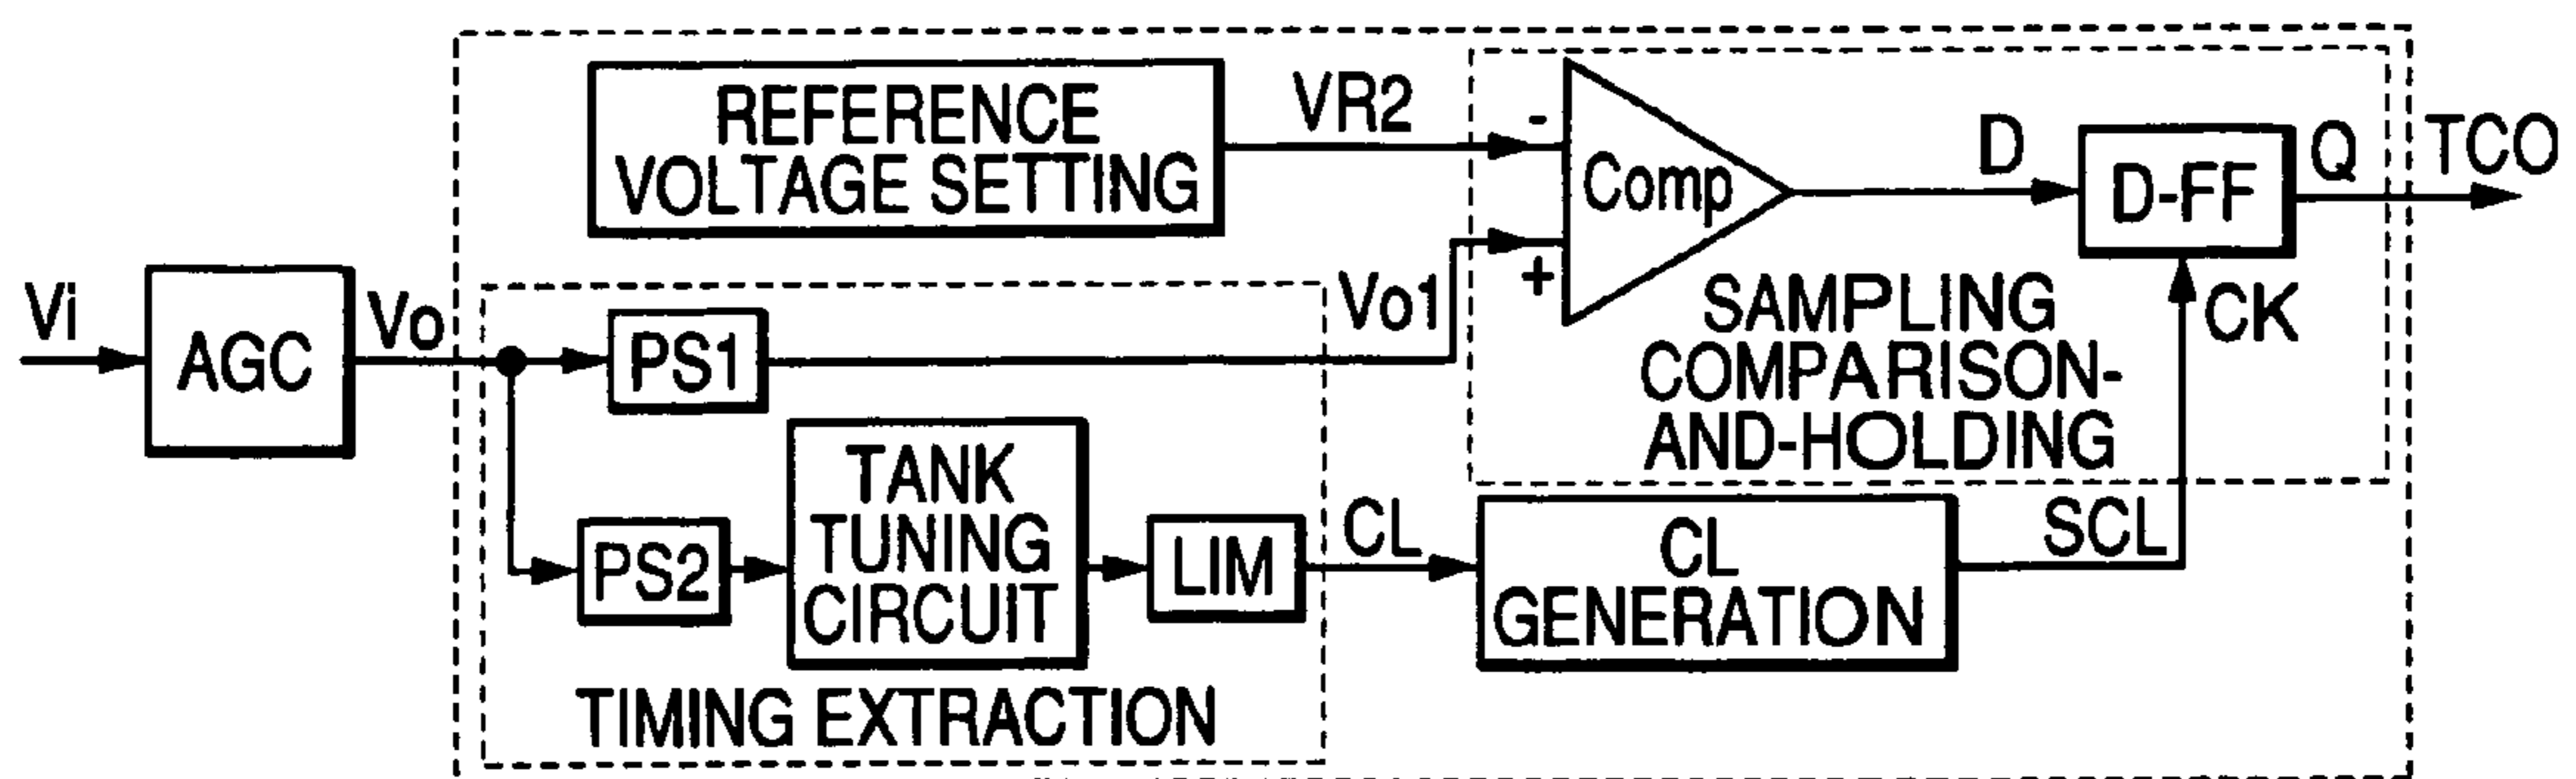 REFERENCE
VOLTAGE SETTING
VR2
-
Comp
+
D
D-FF
Q
TCO
Vi
AGC
Vo
PS1
Vo1
SAMPLING
COMPARISON-
AND-HOLDING
CK
PS2
TANK
TUNING
CIRCUIT
LIM
CL
CL
GENERATION
SCL
TIMING EXTRACTION